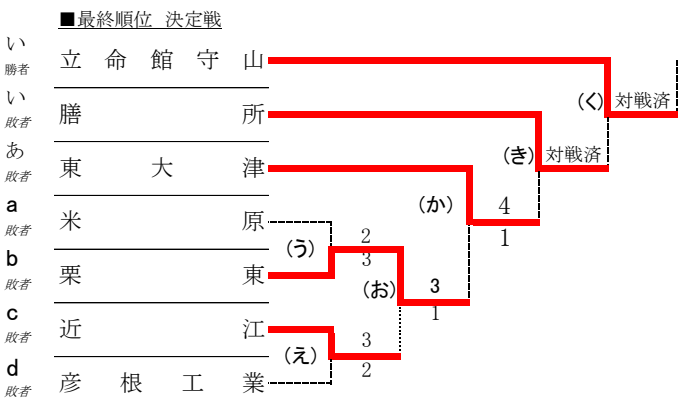 ■最終順位 決定戦
い
勝者
立命館守山
い
敗者
膳所
(く)
対戦済
あ
敗者
東大津
(き)
対戦済
a
敗者
米原
(か)
4
1
(う)
2
3
b
敗者
栗東
(お)
3
1
c
敗者
近江
(え)
3
2
d
敗者
彦根工業